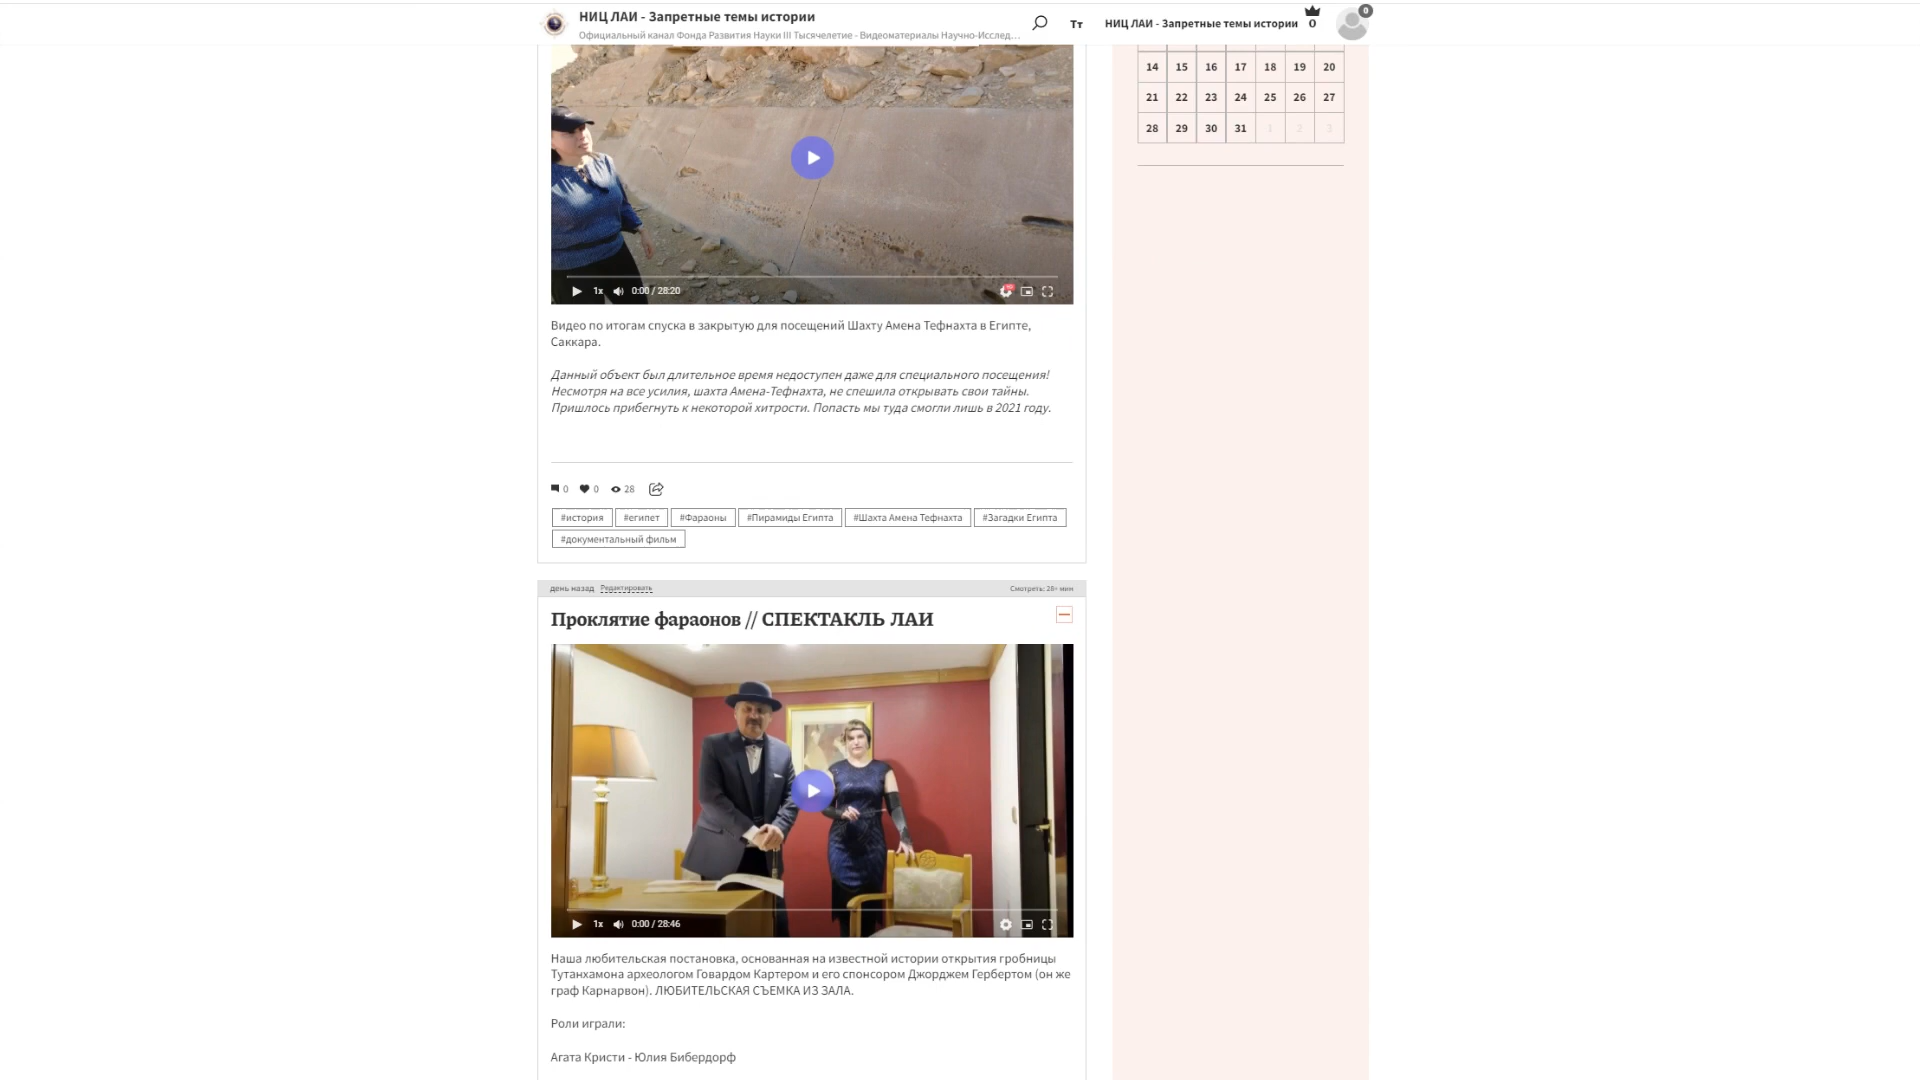 НИЦ ЛАИ - Запретные темы истории
Официальный канал Фонда Развития Науки III Тысячелетие - Видеоматериалы Научно-Исслед...
Тт
НИЦ ЛАИ - Запретные темы истории
0
0
14 15 16 17 18 19 20
21 22 23 24 25 26 27
28 29 30 31 1 2 3
1x 0:00 / 28:20
Видео по итогам спуска в закрытую для посещений Шахту Амена Тефнахта в Египте,
Саккара.
Данный объект был длительное время недоступен даже для специального посещения!
Несмотря на все усилия, шахта Амена-Тефнахта, не спешила открывать свои тайны.
Пришлось прибегнуть к некоторой хитрости. Попасть мы туда смогли лишь в 2021 году.
0 0 28
#история #египет #Фараоны #Пирамиды Египта #Шахта Амена Тефнахта #Загадки Египта
#документальный фильм
день назад Редактировать Смотреть: 28+ мин
Проклятие фараонов // СПЕКТАКЛЬ ЛАИ
1x 0:00 / 28:46
Наша любительская постановка, основанная на известной истории открытия гробницы
Тутанхамона археологом Говардом Картером и его спонсором Джорджем Гербертом (он же
граф Карнарвон). ЛЮБИТЕЛЬСКАЯ СЪЕМКА ИЗ ЗАЛА.
Роли играли:
Агата Кристи - Юлия Бибердорф